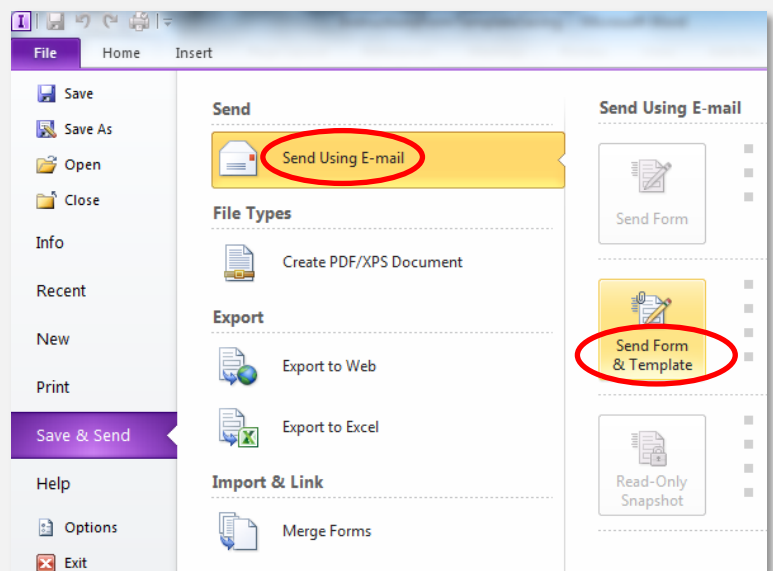 File Home Insert
Save
Save As
Open
Close
Info
Recent
New
Print
Save & Send
Help
Options
Exit
Send
Send Using E-mail
File Types
Create PDF/XPS Document
Export
Export to Web
Export to Excel
Import & Link
Merge Forms
Send Using E-mail
Send Form
Send Form
& Template
Read-Only
Snapshot